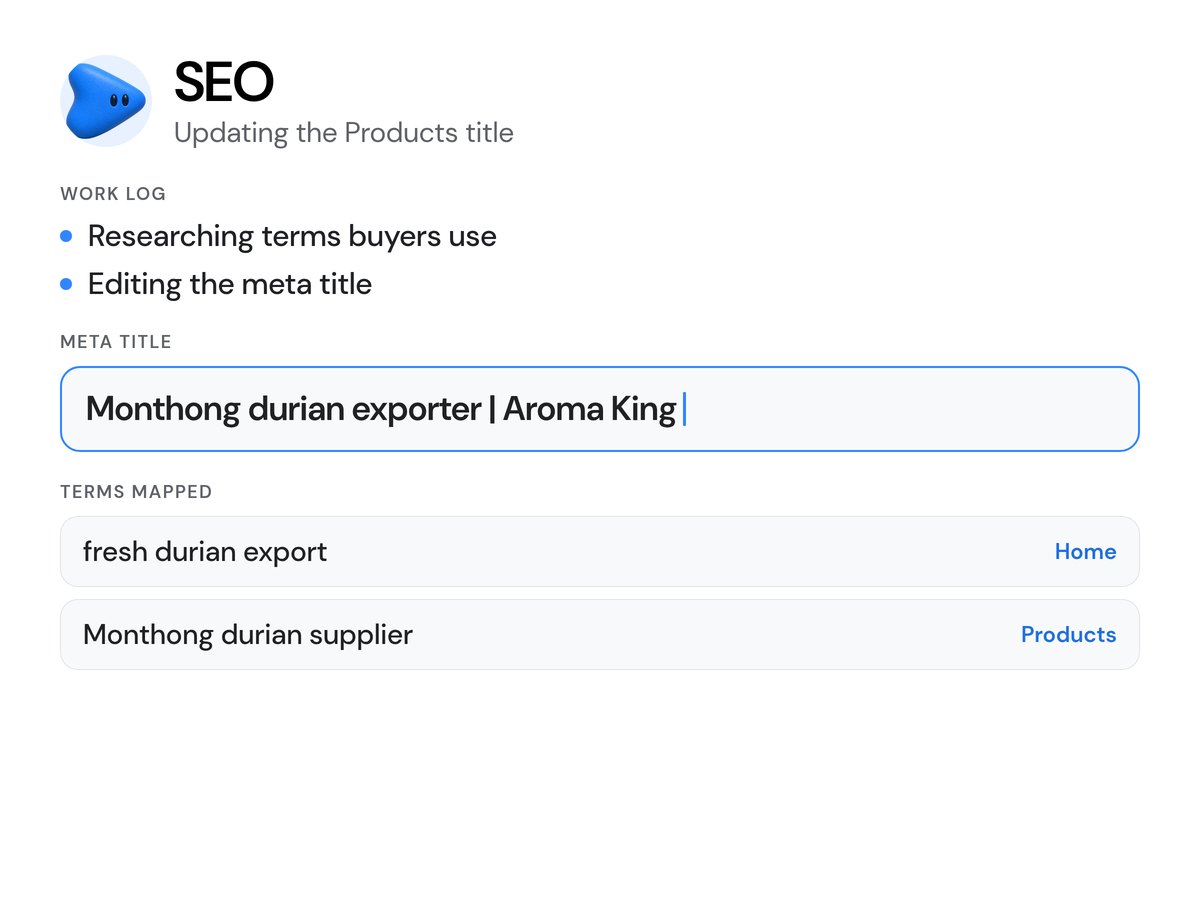 SEO
Updating the Products title
WORK LOG
Researching terms buyers use
Editing the meta title
META TITLE
Monthong durian exporter | Aroma King
TERMS MAPPED
fresh durian export
Home
Monthong durian supplier
Products